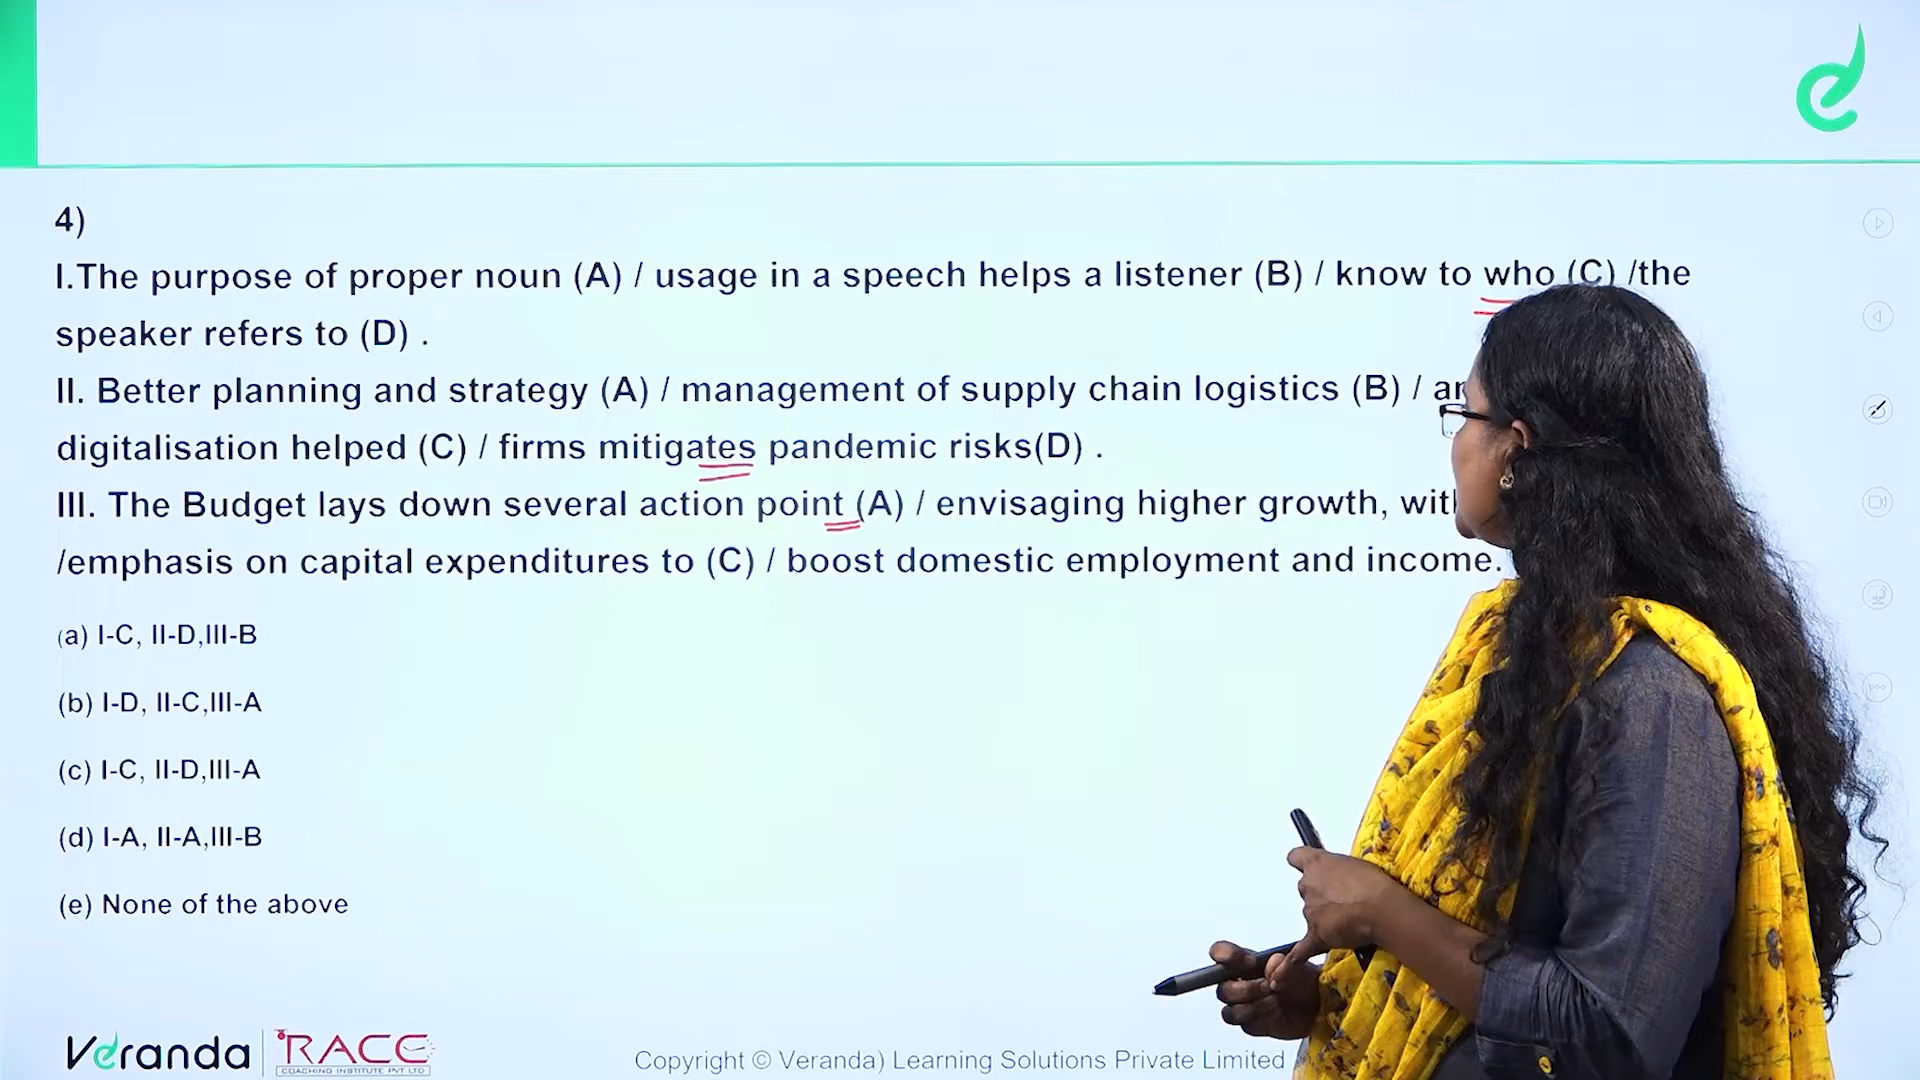 4)
I.The purpose of proper noun (A) / usage in a speech helps a listener (B) / know to who (C) /the
speaker refers to (D) .
II. Better planning and strategy (A) / management of supply chain logistics (B) /
digitalisation helped (C) / firms mitigates pandemic risks(D) .
III. The Budget lays down several action point (A) / envisaging higher growth,
/emphasis on capital expenditures to (C) / boost domestic employment and income.
(a) I-C, II-D,III-B
(b) I-D, II-C,III-A
(c) I-C, II-D,III-A
(d) I-A, II-A,III-B
(e) None of the above
Veranda RACE
COACHING INSTITUTE PVT LTD
Copyright © Veranda) Learning Solutions Private Limited